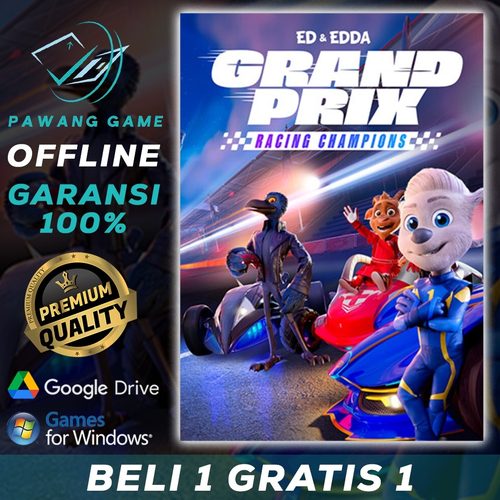 PAWANG GAME
OFFLINE
GARANSI
100%
PREMIUM
QUALITY
Google Drive
Games
for Windows®
ED & EDDA
GRAND
PRIX
RACING CHAMPIONS
BELI 1 GRATIS 1